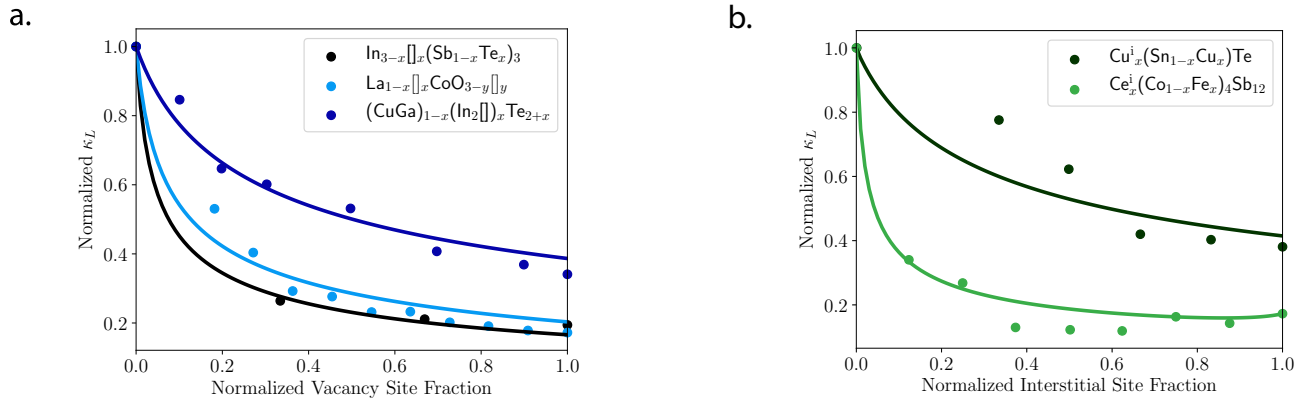 a.
In₃₋ₓ[]ₓ(Sb₁₋ₓTeₓ)₃
La₁₋ₓ[]ₓCoO₃₋ᵧ[]ᵧ
(CuGa)₁₋ₓ(In₂[])ₓTe₂₊ₓ
Normalized κ_L
1.0
0.8
0.6
0.4
0.2
0.0 0.2 0.4 0.6 0.8 1.0
Normalized Vacancy Site Fraction
b.
Cuⁱₓ(Sn₁₋ₓCuₓ)Te
Ceⁱₓ(Co₁₋ₓFeₓ)₄Sb₁₂
Normalized κ_L
1.0
0.8
0.6
0.4
0.2
0.0 0.2 0.4 0.6 0.8 1.0
Normalized Interstitial Site Fraction